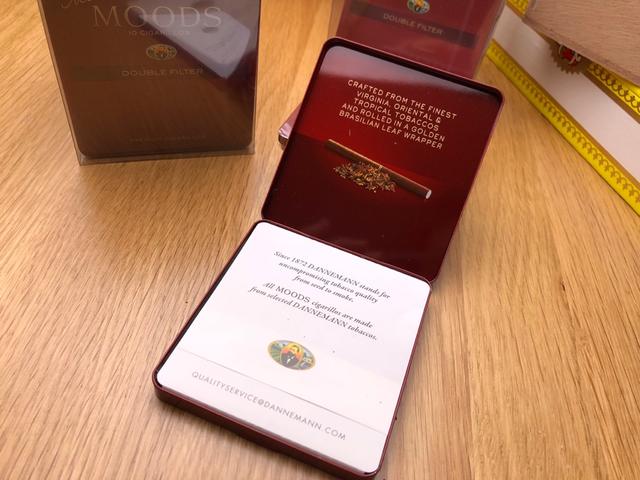 MOODS
10 CIGARILLOS
DOUBLE FILTER
DOUBLE FILTER
CRAFTED FROM THE FINEST
VIRGINIA, ORIENTAL &
TROPICAL TOBACCOS
AND ROLLED IN A GOLDEN
BRASILIAN LEAF WRAPPER
Since 1872 DANNEMANN stands for
uncompromising tobacco quality
from seed to smoke.
All MOODS cigarillos are made
from selected DANNEMANN tobaccos.
QUALITYSERVICE@DANNEMANN.COM